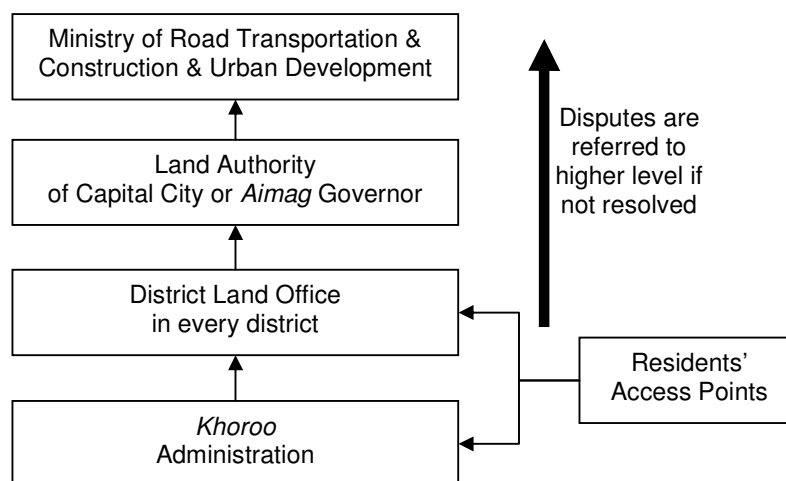 Ministry of Road Transportation &
Construction & Urban Development
Land Authority
of Capital City or Aimag Governor
District Land Office
in every district
Khoroo
Administration
Disputes are
referred to
higher level if
not resolved
Residents’
Access Points